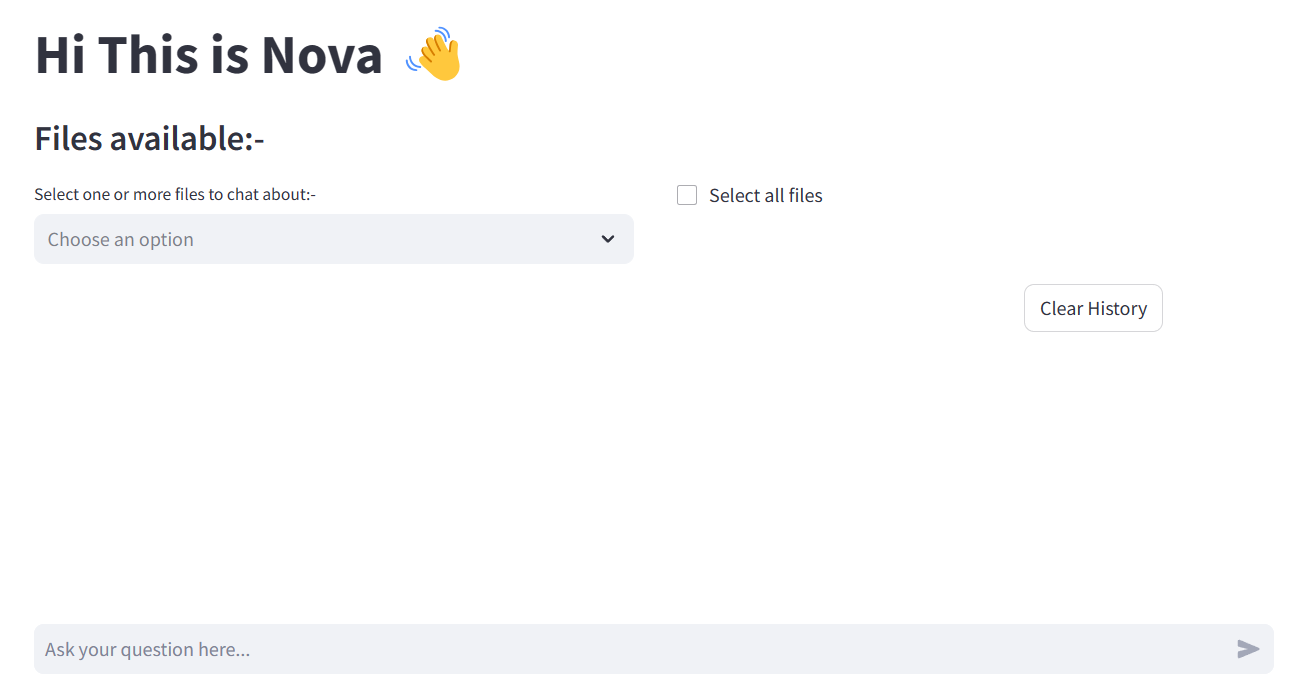 Hi This is Nova 👋
Files available:-
Select one or more files to chat about:-
Select all files
Choose an option
Clear History
Ask your question here...